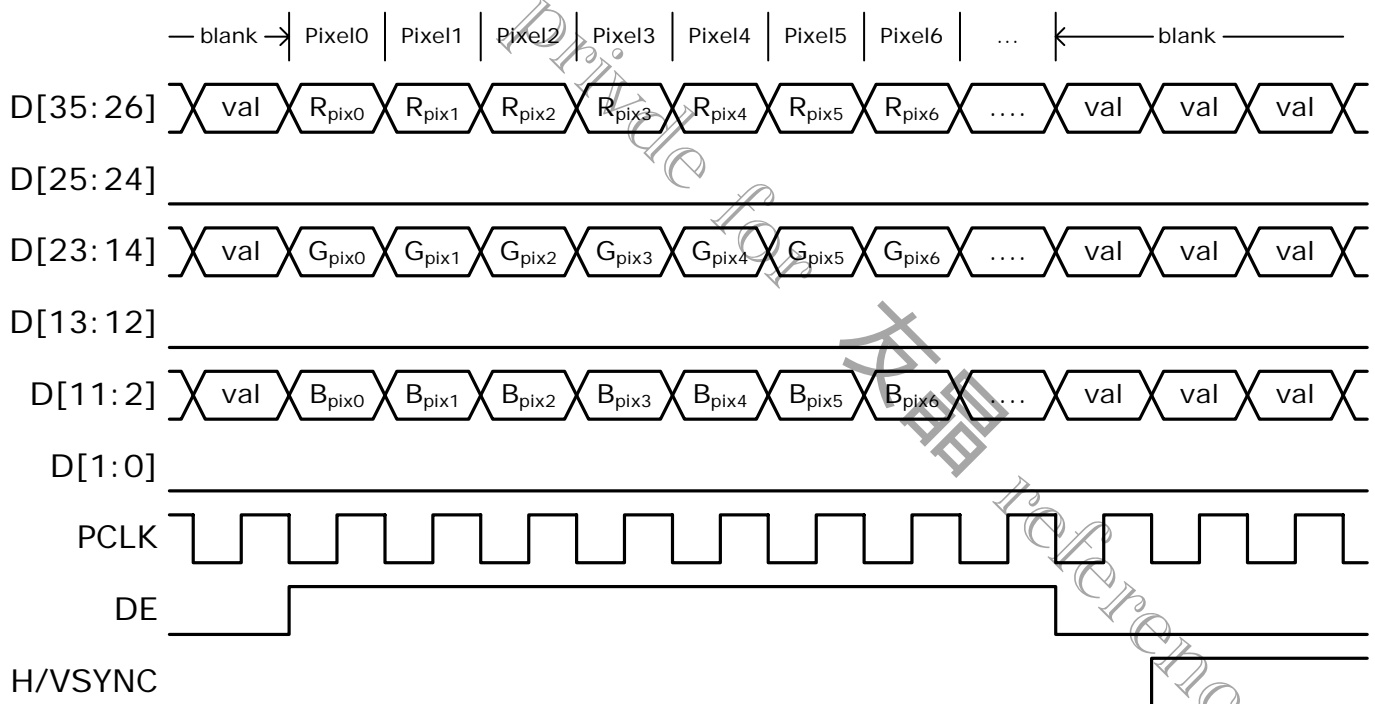 blank Pixel0 Pixel1 Pixel2 Pixel3 Pixel4 Pixel5 Pixel6 ... blank
D[35:26] val Rpix0 Rpix1 Rpix2 Rpix3 Rpix4 Rpix5 Rpix6 .... val val val
D[25:24]
D[23:14] val Gpix0 Gpix1 Gpix2 Gpix3 Gpix4 Gpix5 Gpix6 .... val val val
D[13:12]
D[11:2] val Bpix0 Bpix1 Bpix2 Bpix3 Bpix4 Bpix5 Bpix6 .... val val val
D[1:0]
PCLK
DE
H/VSYNC
privde for 友晶 referenc